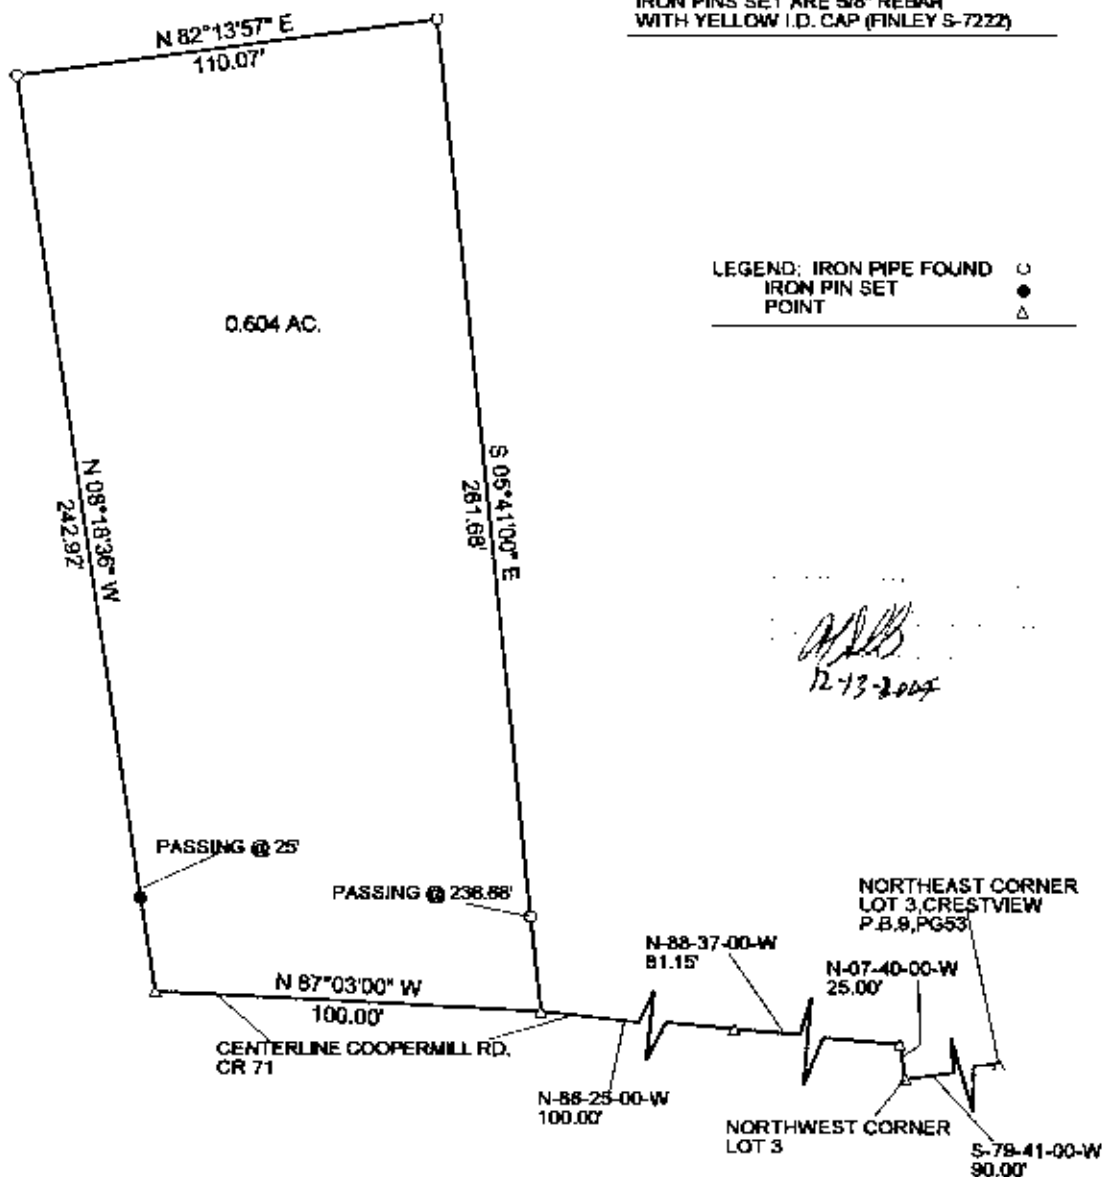 IRON PINS SET ARE 5/8" REBAR
WITH YELLOW I.D. CAP (FINLEY S-7222)
N 82°13'57" E
110.07'
LEGEND: IRON PIPE FOUND
IRON PIN SET
POINT
0.604 AC.
N 08°18'36" W
242.92'
S 05°41'00" E
261.68'
12-13-2004
PASSING @ 25'
PASSING @ 236.68'
NORTHEAST CORNER
LOT 3,CRESTVIEW
P.B.9,PG53
N-88-37-00-W
81.15'
N-07-40-00-W
25.00'
N 87°03'00" W
100.00'
CENTERLINE COOPERMILL RD,
CR 71
N-86-25-00-W
100.00'
NORTHWEST CORNER
LOT 3
S-79-41-00-W
90.00'